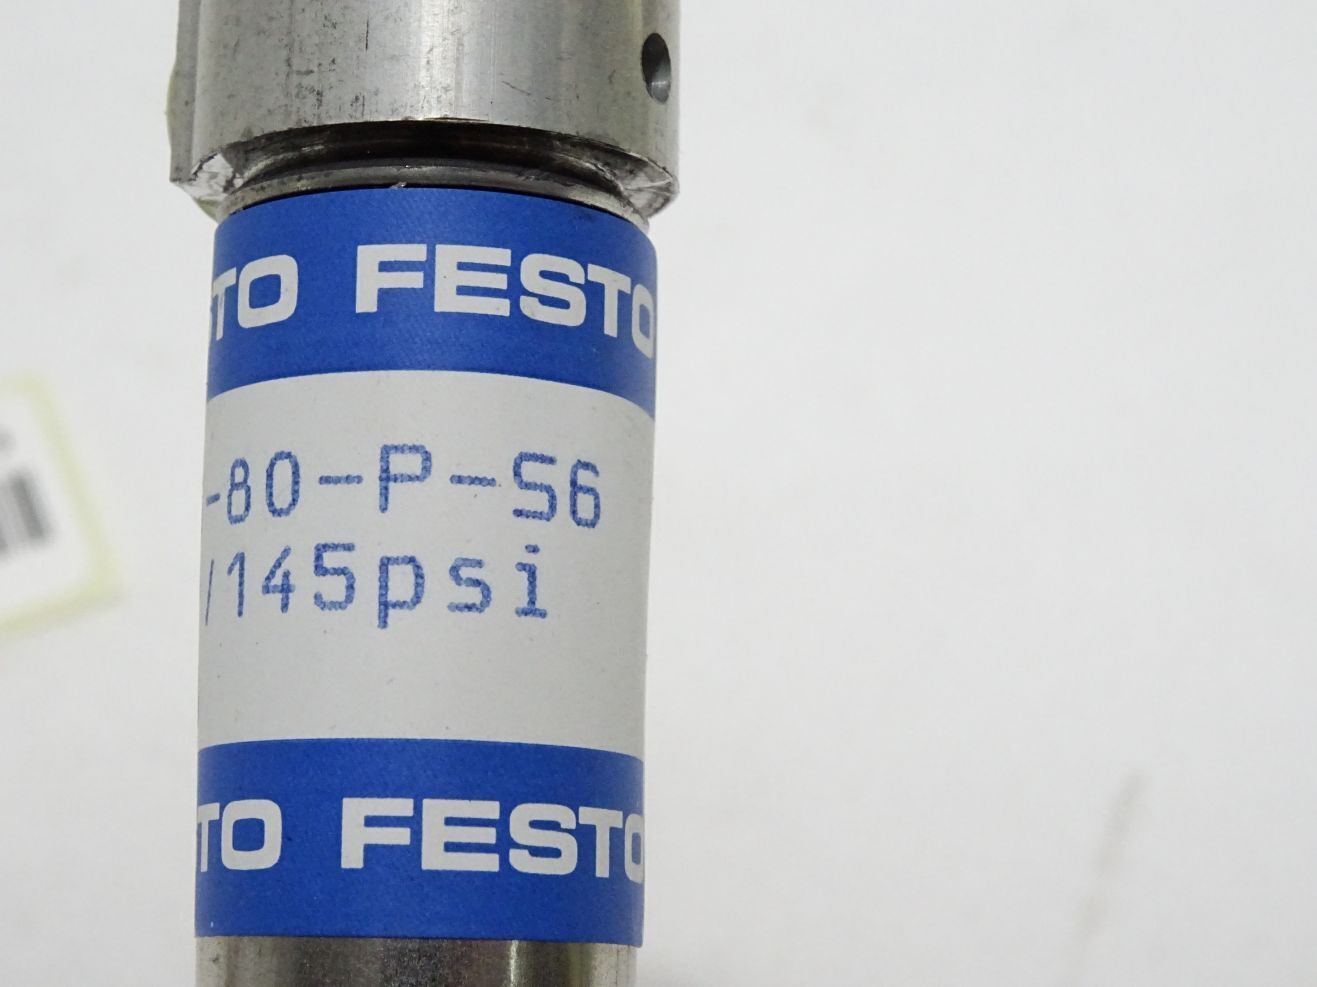 TO FESTO
-80-P-S6
/145psi
TO FESTO